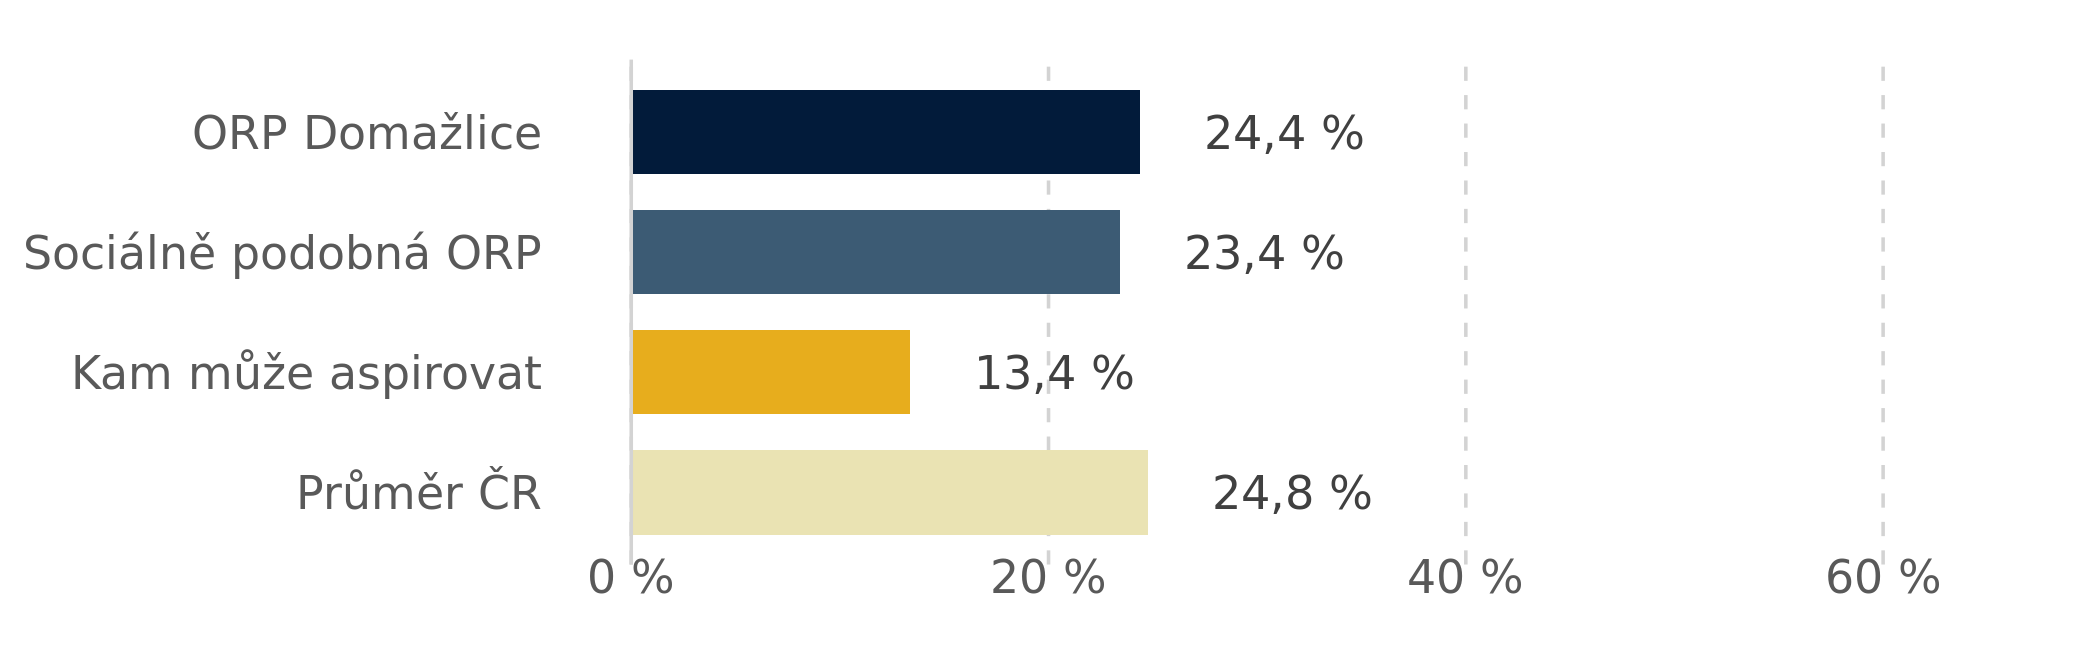 ORP Domažlice 24,4 %
Sociálně podobná ORP 23,4 %
Kam může aspirovat 13,4 %
Průměr ČR 24,8 %
0 % 20 % 40 % 60 %